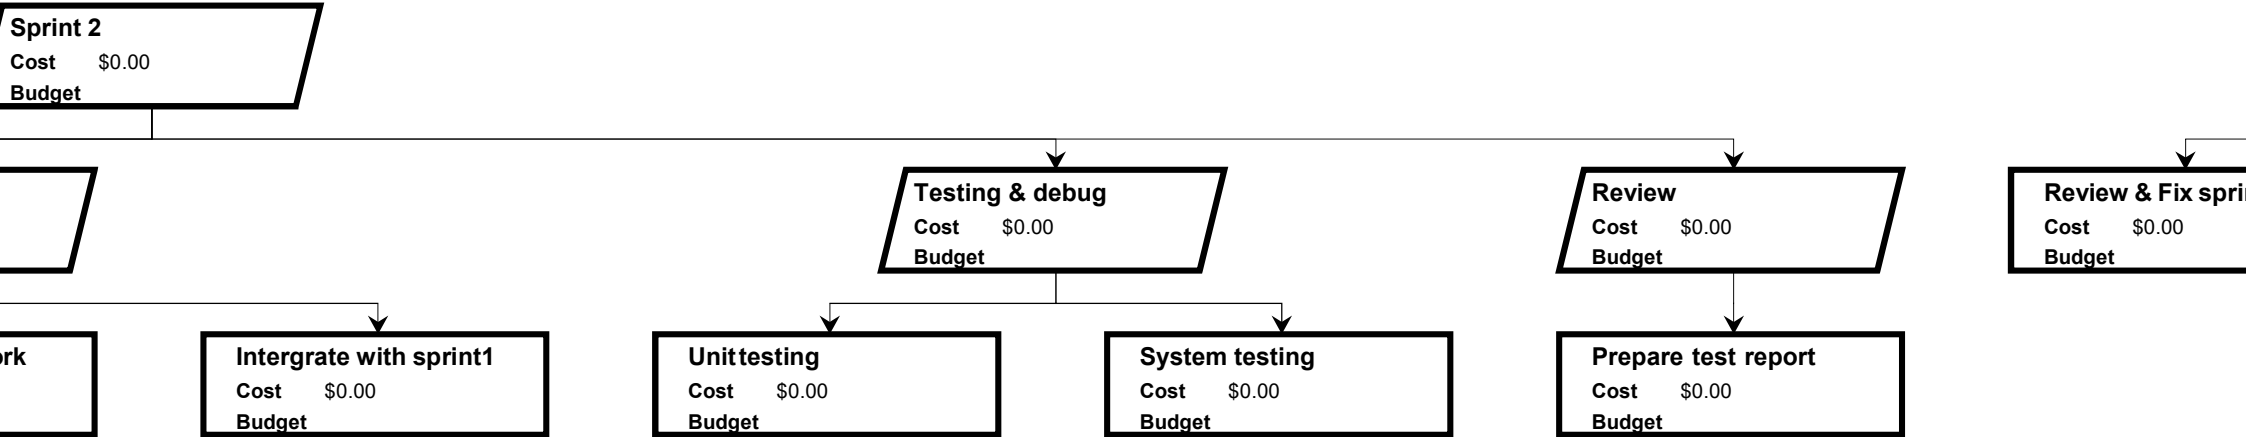 Sprint 2
Cost $0.00
Budget
Testing & debug
Cost $0.00
Budget
Review
Cost $0.00
Budget
Review & Fix
Cost $0.00
Budget
Intergrate with sprint1
Cost $0.00
Budget
Unit testing
Cost $0.00
Budget
System testing
Cost $0.00
Budget
Prepare test report
Cost $0.00
Budget